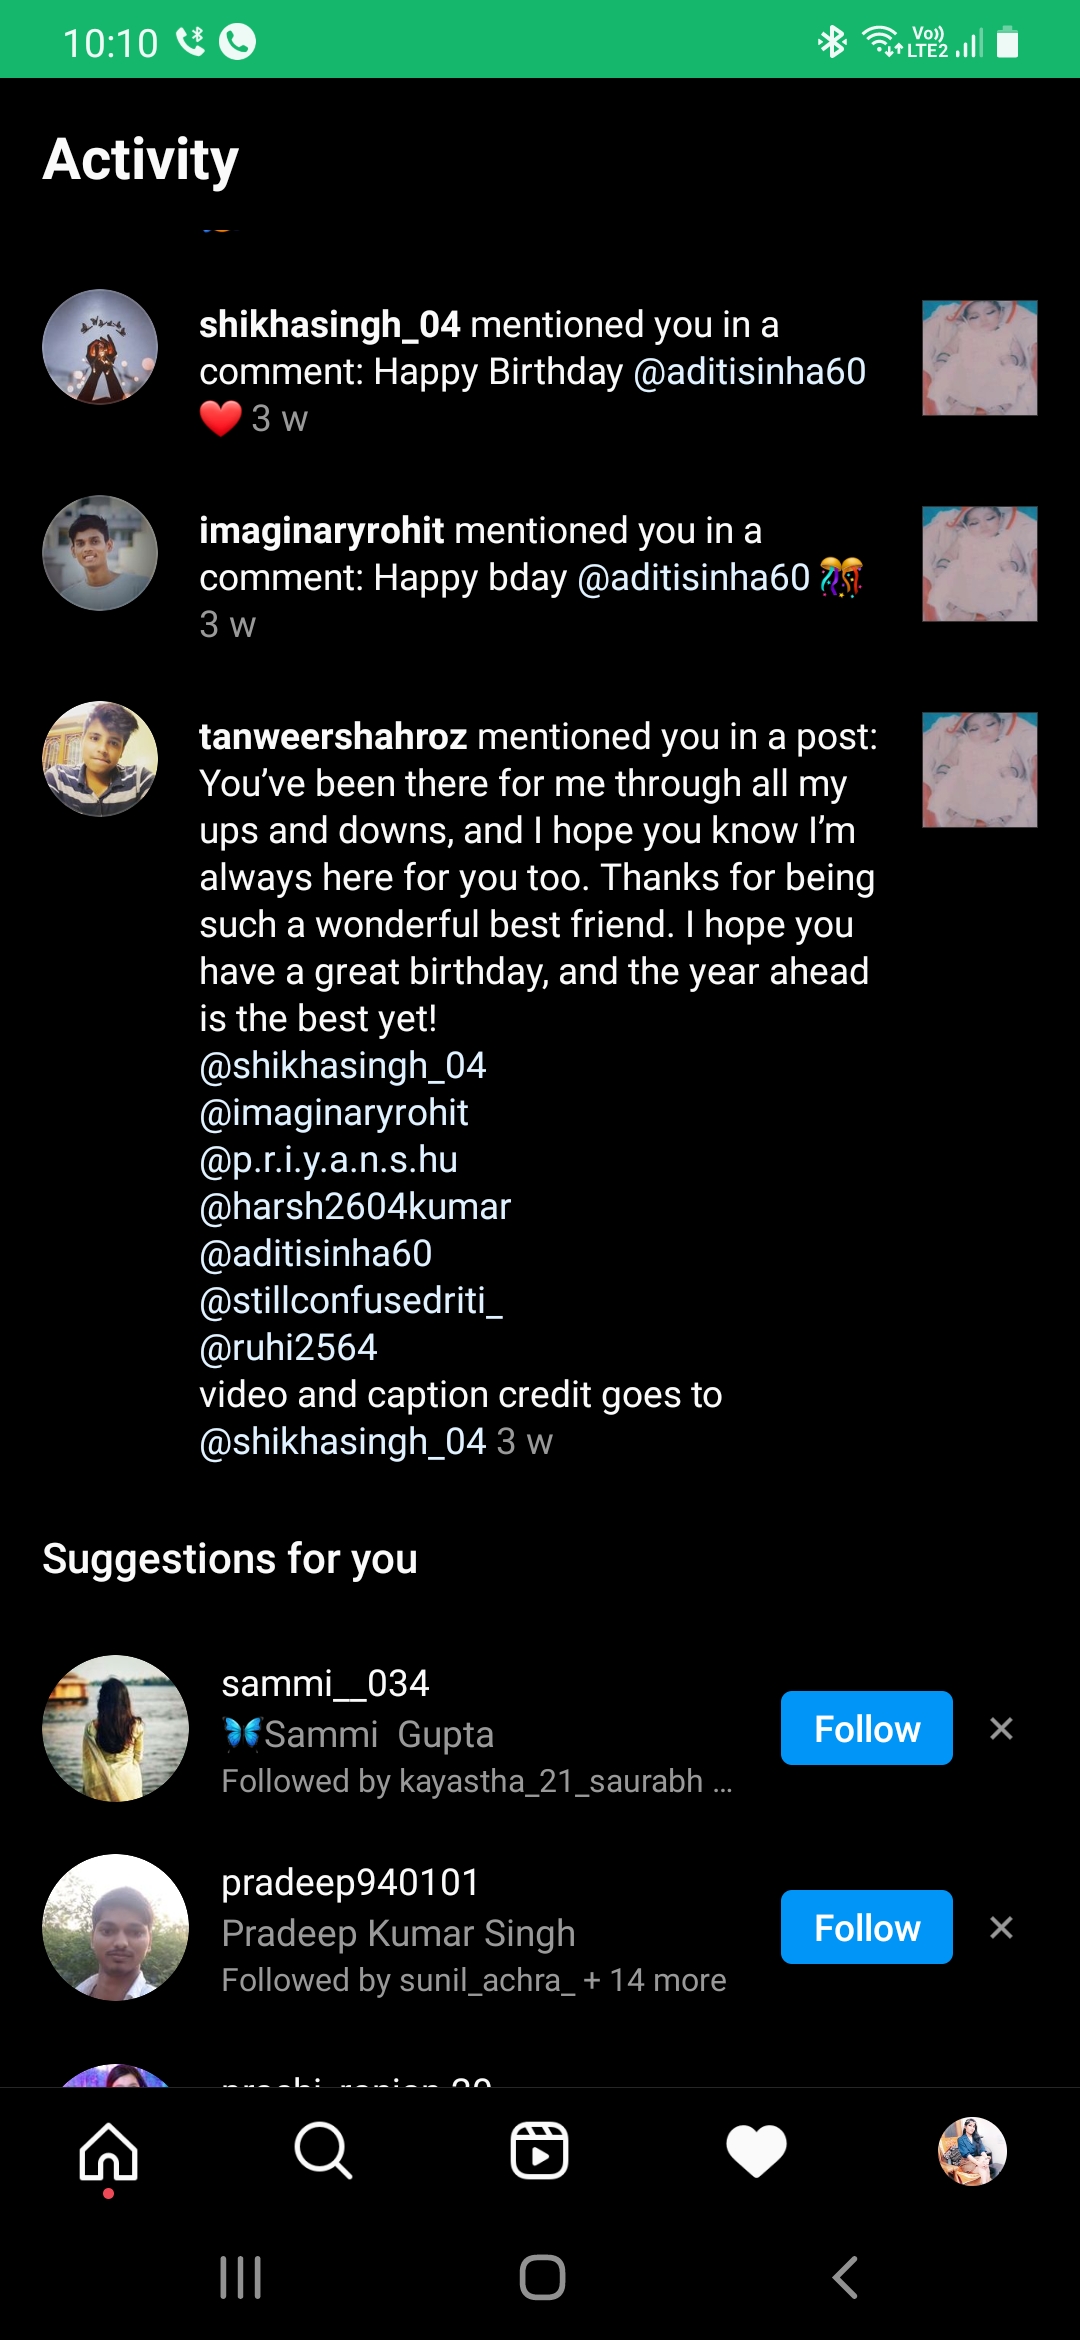 10:10
Vo))
LTE2
Activity
shikhasingh_04 mentioned you in a
comment: Happy Birthday @aditisinha60
❤️ 3 w
imaginaryrohit mentioned you in a
comment: Happy bday @aditisinha60 🎊
3 w
tanweershahroz mentioned you in a post:
You’ve been there for me through all my
ups and downs, and I hope you know I’m
always here for you too. Thanks for being
such a wonderful best friend. I hope you
have a great birthday, and the year ahead
is the best yet!
@shikhasingh_04
@imaginaryrohit
@p.r.i.y.a.n.s.hu
@harsh2604kumar
@aditisinha60
@stillconfusedriti_
@ruhi2564
video and caption credit goes to
@shikhasingh_04 3 w
Suggestions for you
sammi__034
🦋Sammi  Gupta
Followed by kayastha_21_saurabh ...
Follow
pradeep940101
Pradeep Kumar Singh
Followed by sunil_achra_ + 14 more
Follow